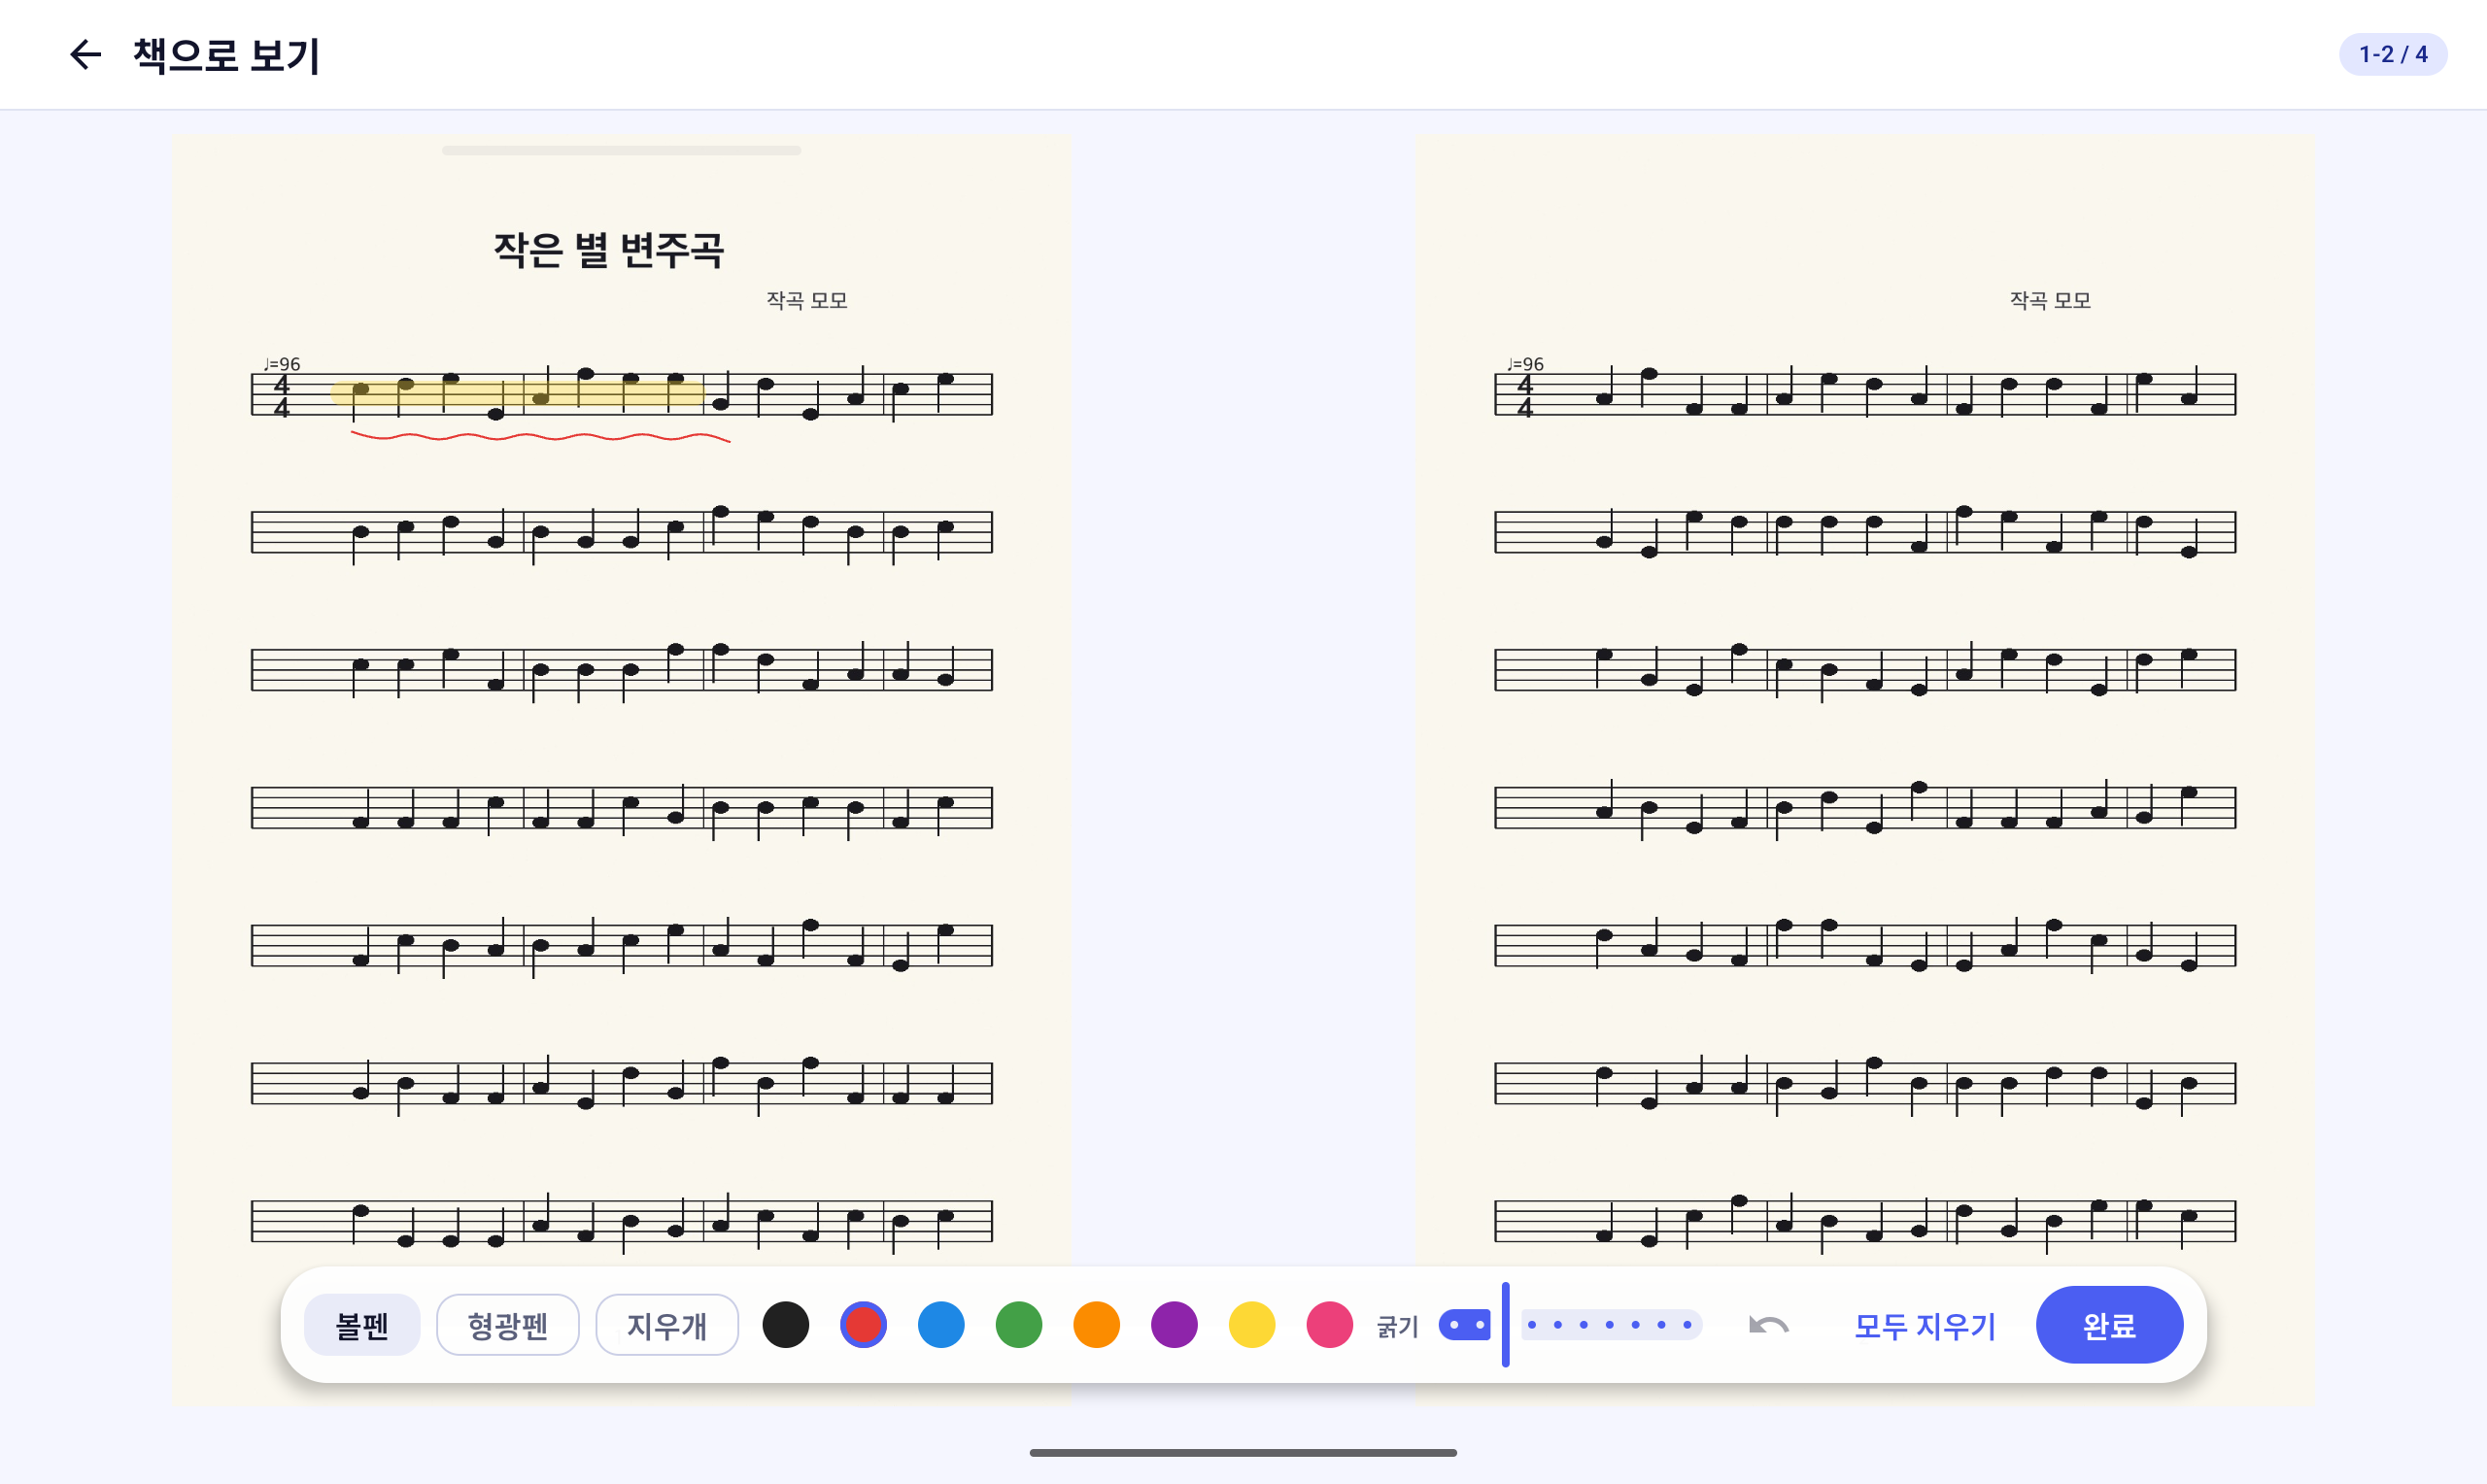 책으로 보기
1-2 / 4
작은 별 변주곡
작곡 모모
♩=96
4
4
작곡 모모
♩=96
4
4
볼펜
형광펜
지우개
굵기
모두 지우기
완료